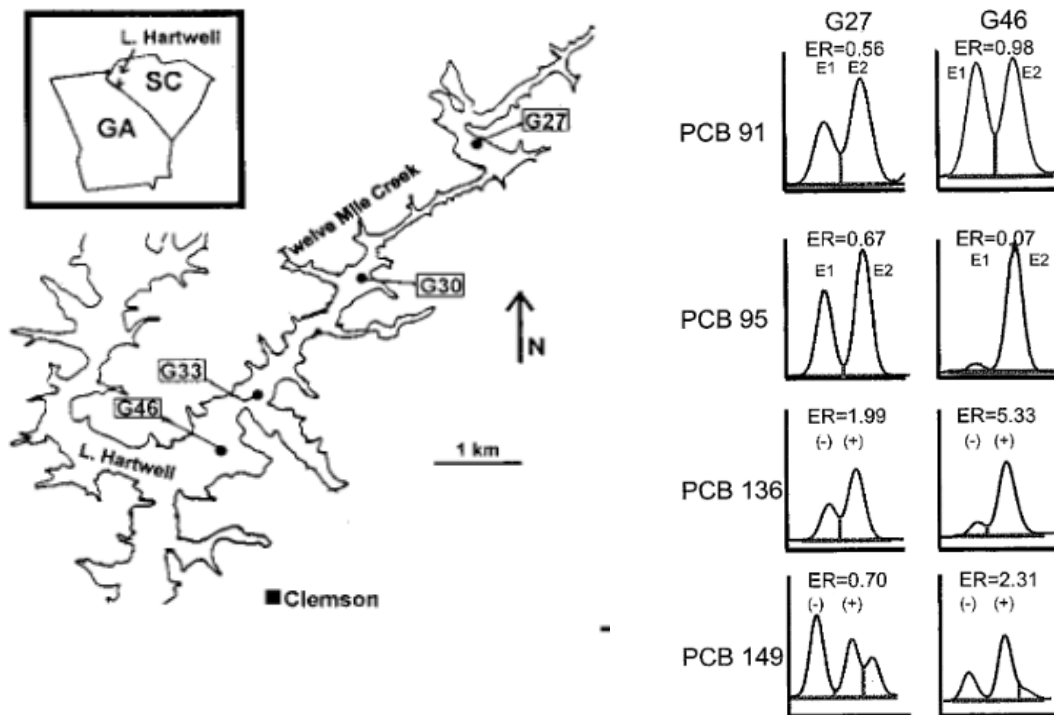 L. Hartwell
SC
GA
G27
Twelve Mile Creek
G30
N
G33
G46
1 km
L. Hartwell
Clemson
G27 G46
PCB 91
ER=0.56
E1 E2
ER=0.98
E1 E2
PCB 95
ER=0.67
E1 E2
ER=0.07
E1 E2
PCB 136
ER=1.99
(-) (+)
ER=5.33
(-) (+)
PCB 149
ER=0.70
(-) (+)
ER=2.31
(-) (+)